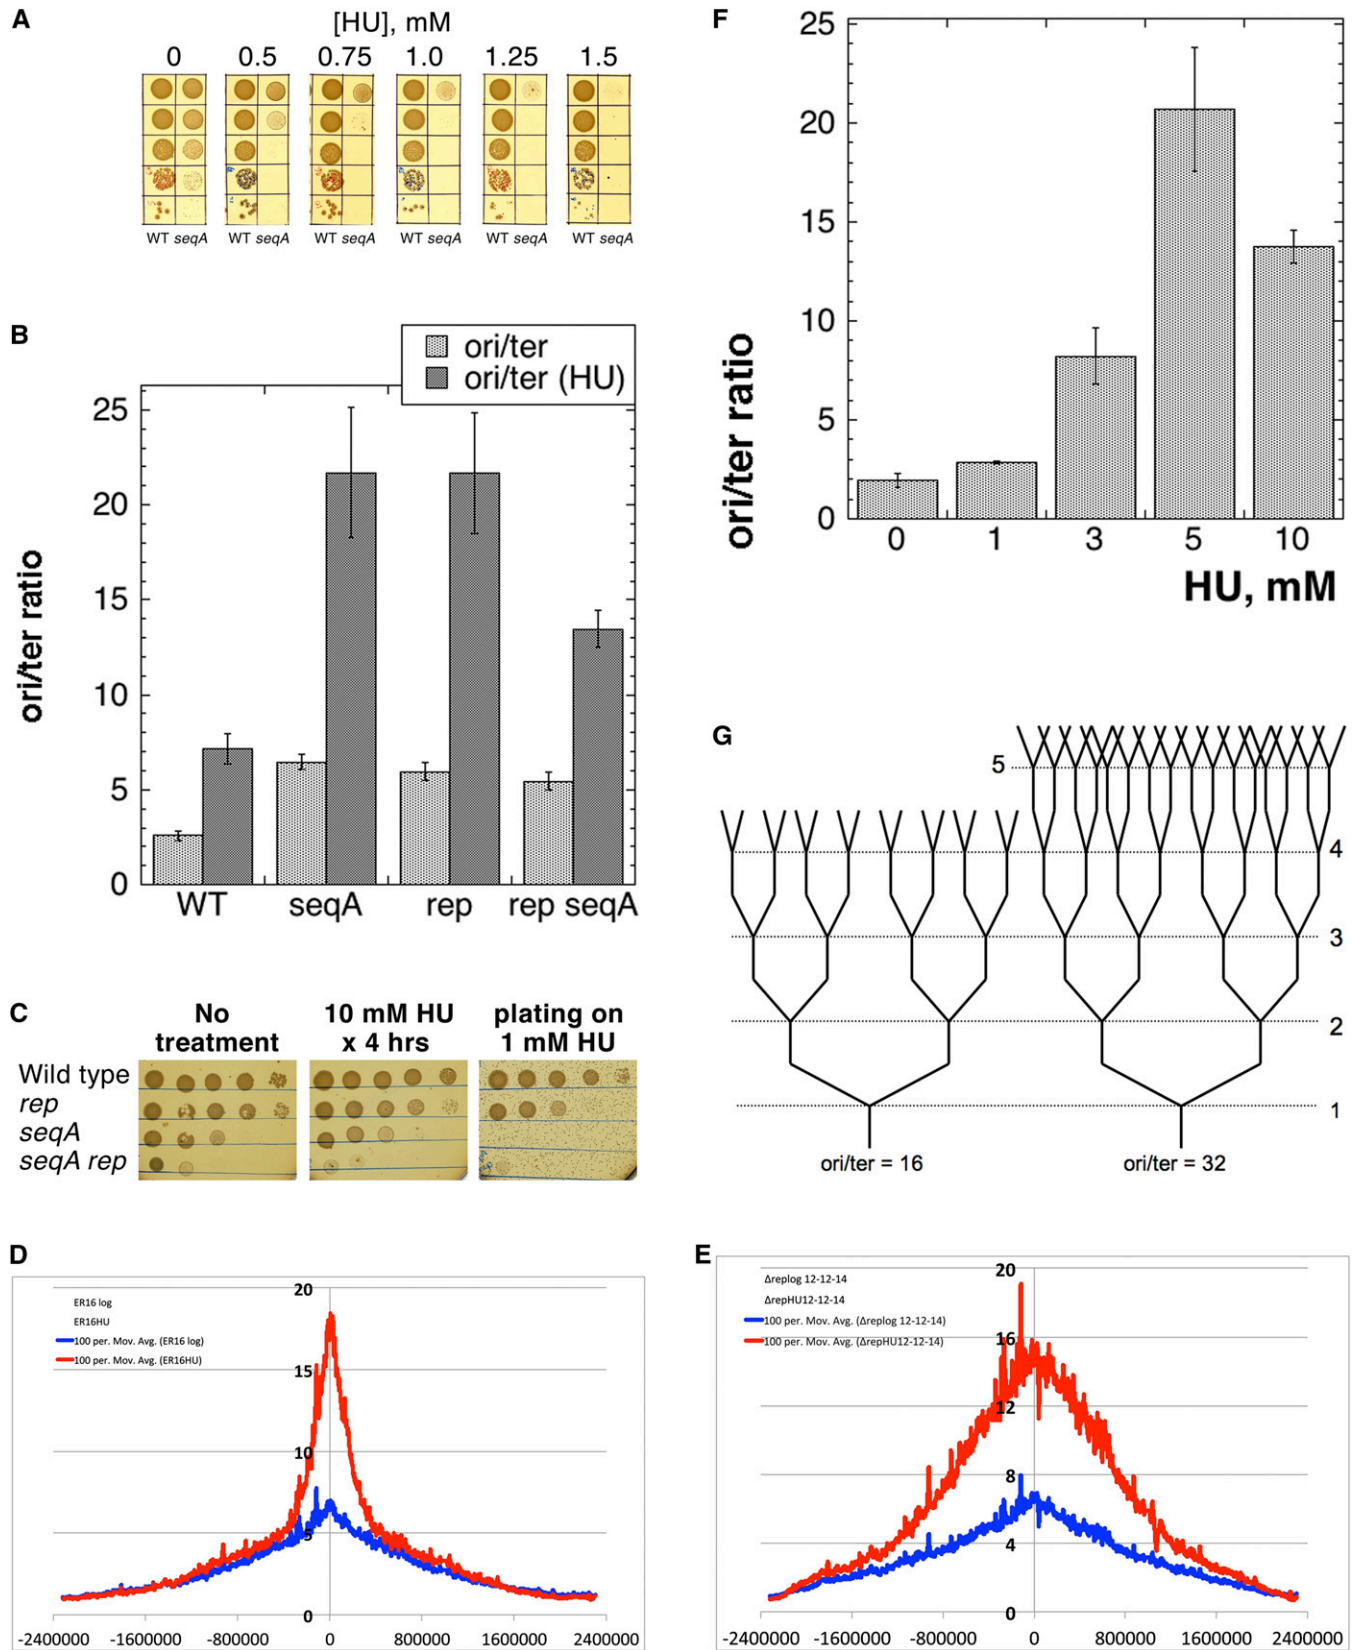 A
[HU], mM
0 0.5 0.75 1.0 1.25 1.5
WT seqA WT seqA WT seqA WT seqA WT seqA WT seqA
B
ori/ter
ori/ter (HU)
25
20
15
10
5
0
ori/ter ratio
WT seqA rep rep seqA
C
No treatment
10 mM HU x 4 hrs
plating on 1 mM HU
Wild type
rep
seqA
seqA rep
D
20
15
10
5
0
ER16 log
ER16HU
100 per. Mov. Avg. (ER16 log)
100 per. Mov. Avg. (ER16HU)
-2400000 -1600000 -800000 0 800000 1600000 2400000
E
20
16
12
8
4
0
Δreplog 12-12-14
ΔrepHU12-12-14
100 per. Mov. Avg. (Δreplog 12-12-14)
100 per. Mov. Avg. (ΔrepHU12-12-14)
-2400000 -1600000 -800000 0 800000 1600000 2400000
F
25
20
15
10
5
0
ori/ter ratio
0 1 3 5 10
HU, mM
G
5
4
3
2
1
ori/ter = 16 ori/ter = 32